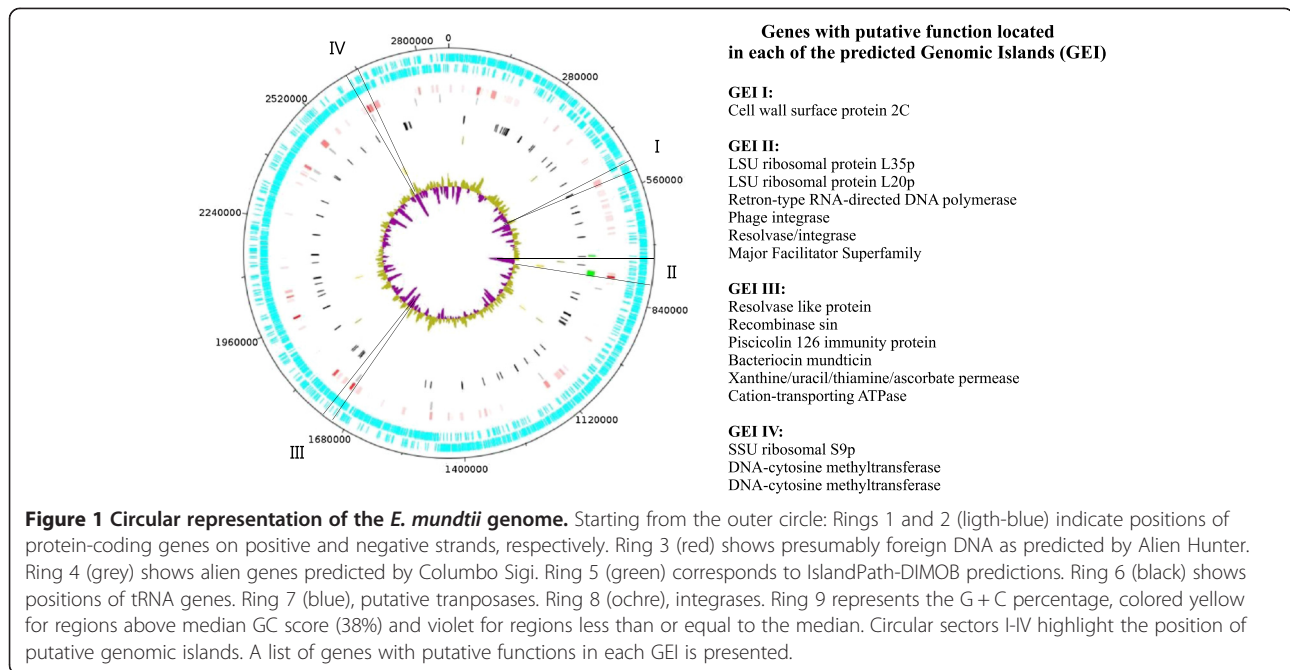 IV
2800000
0
280000
2520000
I
560000
2240000
II
840000
1960000
1120000
III
1680000
1400000
Genes with putative function located
in each of the predicted Genomic Islands (GEI)
GEI I:
Cell wall surface protein 2C
GEI II:
LSU ribosomal protein L35p
LSU ribosomal protein L20p
Retron-type RNA-directed DNA polymerase
Phage integrase
Resolvase/integrase
Major Facilitator Superfamily
GEI III:
Resolvase like protein
Recombinase sin
Piscicolin 126 immunity protein
Bacteriocin mundticin
Xanthine/uracil/thiamine/ascorbate permease
Cation-transporting ATPase
GEI IV:
SSU ribosomal S9p
DNA-cytosine methyltransferase
DNA-cytosine methyltransferase
Figure 1 Circular representation of the E. mundtii genome. Starting from the outer circle: Rings 1 and 2 (ligth-blue) indicate positions of
protein-coding genes on positive and negative strands, respectively. Ring 3 (red) shows presumably foreign DNA as predicted by Alien Hunter.
Ring 4 (grey) shows alien genes predicted by Columbo Sigi. Ring 5 (green) corresponds to IslandPath-DIMOB predictions. Ring 6 (black) shows
positions of tRNA genes. Ring 7 (blue), putative tranposases. Ring 8 (ochre), integrases. Ring 9 represents the G + C percentage, colored yellow
for regions above median GC score (38%) and violet for regions less than or equal to the median. Circular sectors I-IV highlight the position of
putative genomic islands. A list of genes with putative functions in each GEI is presented.